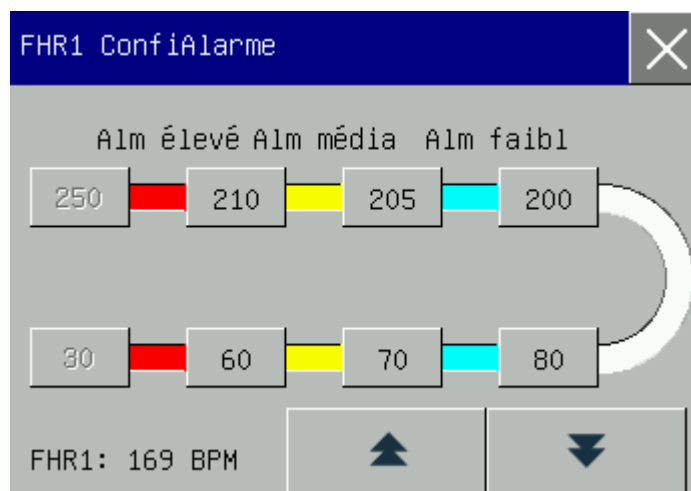 FHR1 ConfiAlarme
Alm élevé Alm média Alm faibl
250 210 205 200
30 60 70 80
FHR1: 169 BPM